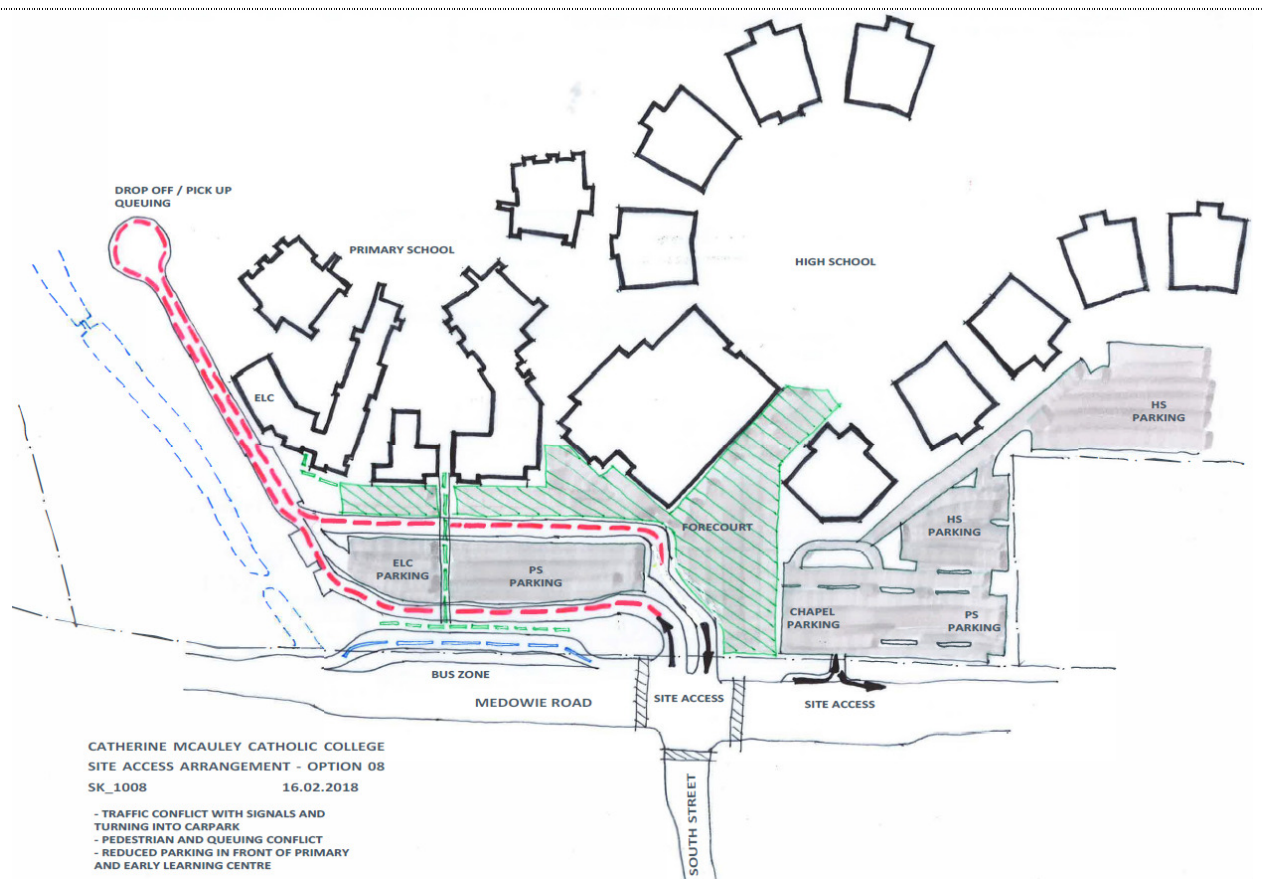 DROP OFF / PICK UP
QUEUING
PRIMARY SCHOOL
HIGH SCHOOL
ELC
HS
PARKING
FORECOURT
HS
PARKING
ELC
PARKING
PS
PARKING
CHAPEL
PARKING
PS
PARKING
BUS ZONE
MEDOWIE ROAD
SITE ACCESS
SITE ACCESS
CATHERINE MCAULEY CATHOLIC COLLEGE
SITE ACCESS ARRANGEMENT - OPTION 08
SK_1008 16.02.2018
- TRAFFIC CONFLICT WITH SIGNALS AND
TURNING INTO CARPARK
- PEDESTRIAN AND QUEUING CONFLICT
- REDUCED PARKING IN FRONT OF PRIMARY
AND EARLY LEARNING CENTRE
SOUTH STREET